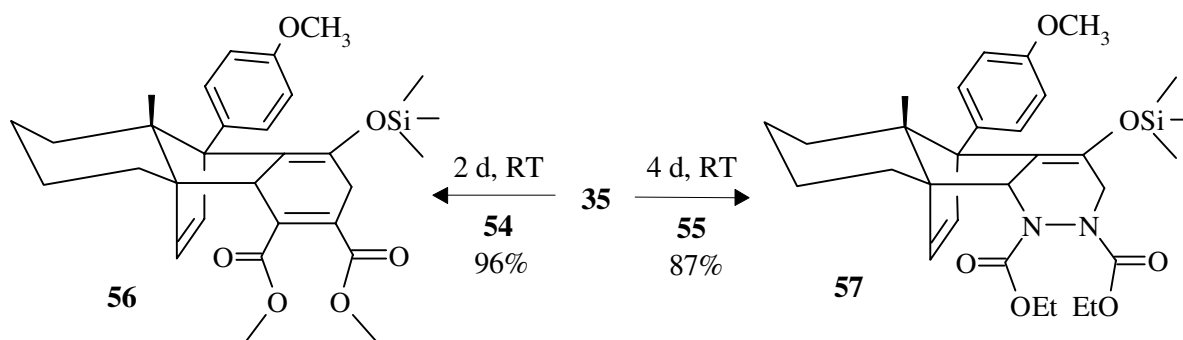 OCH3
OSi
56
2 d, RT
54
96%
35
4 d, RT
55
87%
O
O
O
O
OCH3
OSi
N
N
O
O
OEt
EtO
57